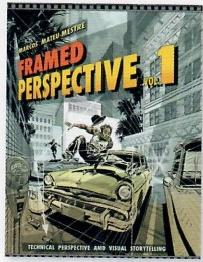 MARCOS MATEU-MESTRE
FRAMED
PERSPECTIVE VOL. 1
TECHNICAL PERSPECTIVE AND VISUAL STORYTELLING